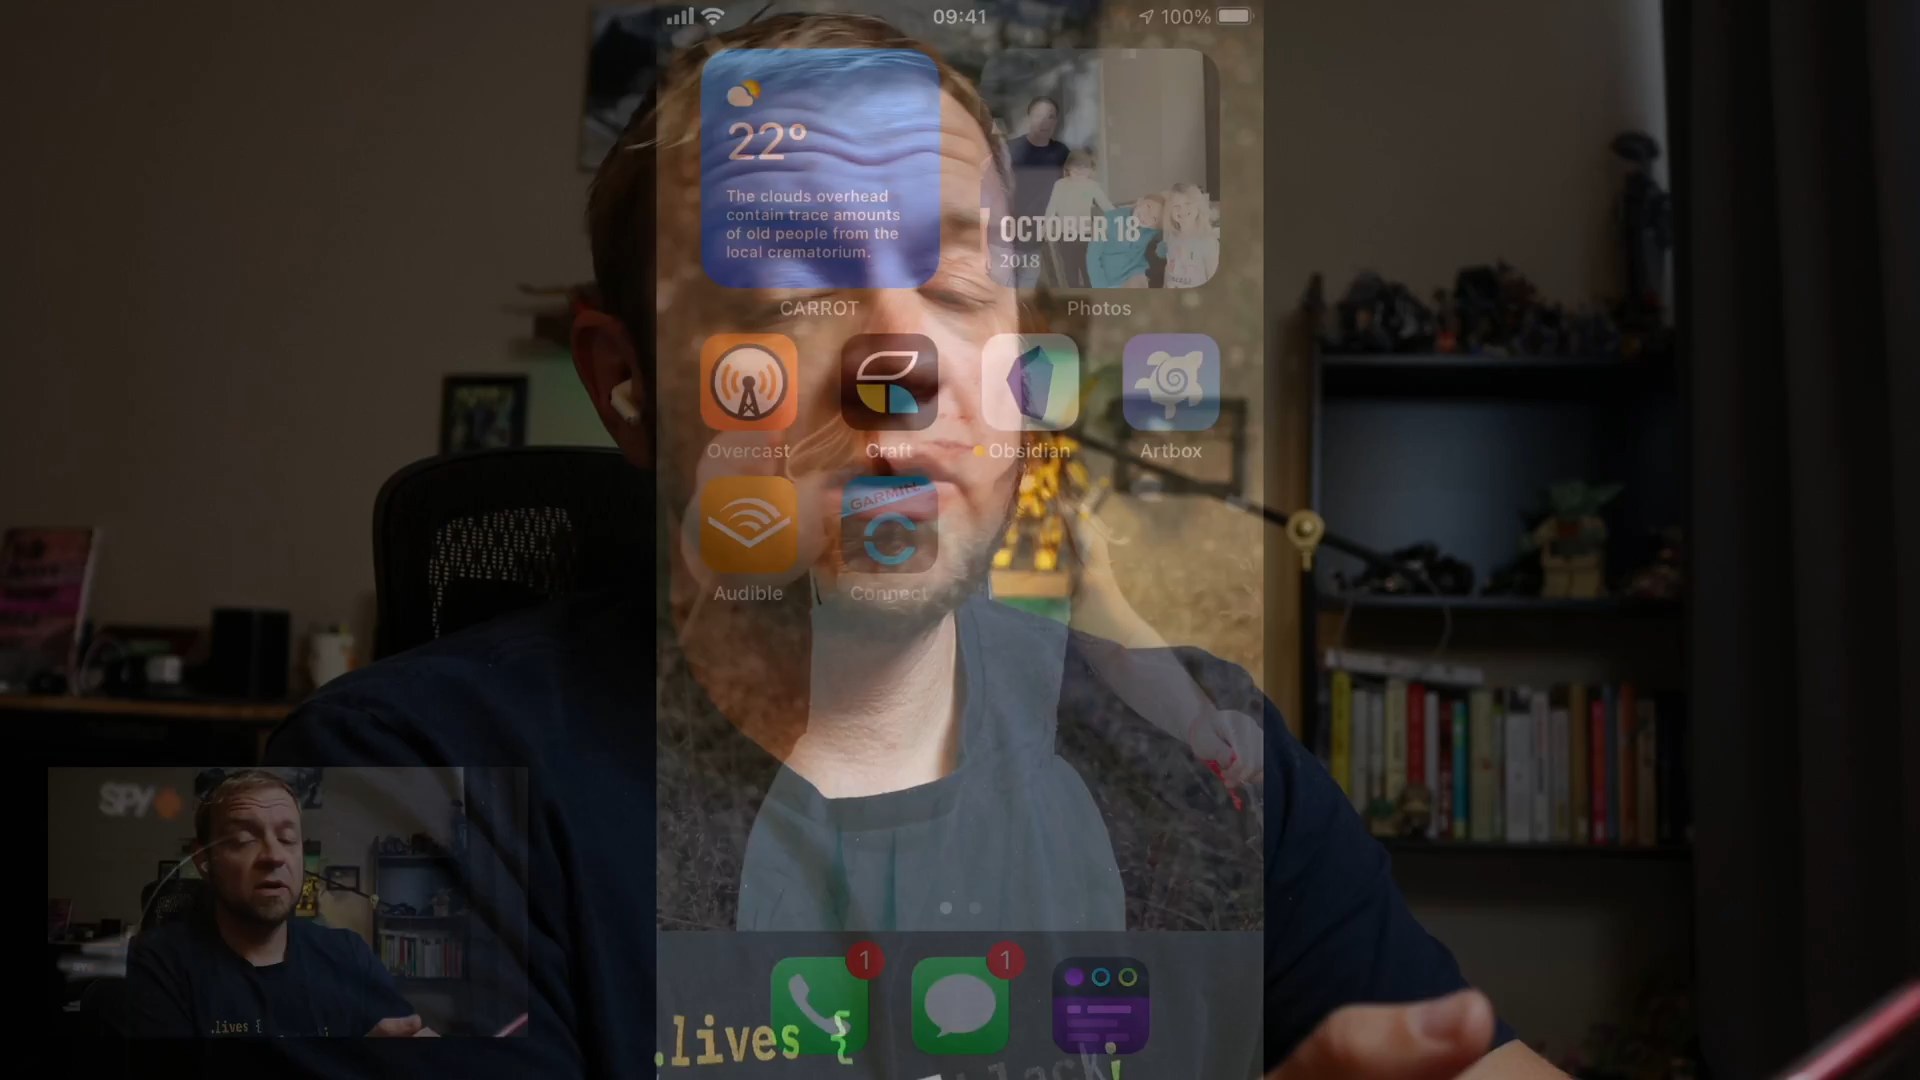 09:41
100%
22°
The clouds overhead
contain trace amounts
of old people from the
local crematorium.
OCTOBER 18
2018
CARROT
Photos
Overcast
Craft
Obsidian
Artbox
GARMIN
Audible
Connect
SPY
.lives {
1
1
.lives {